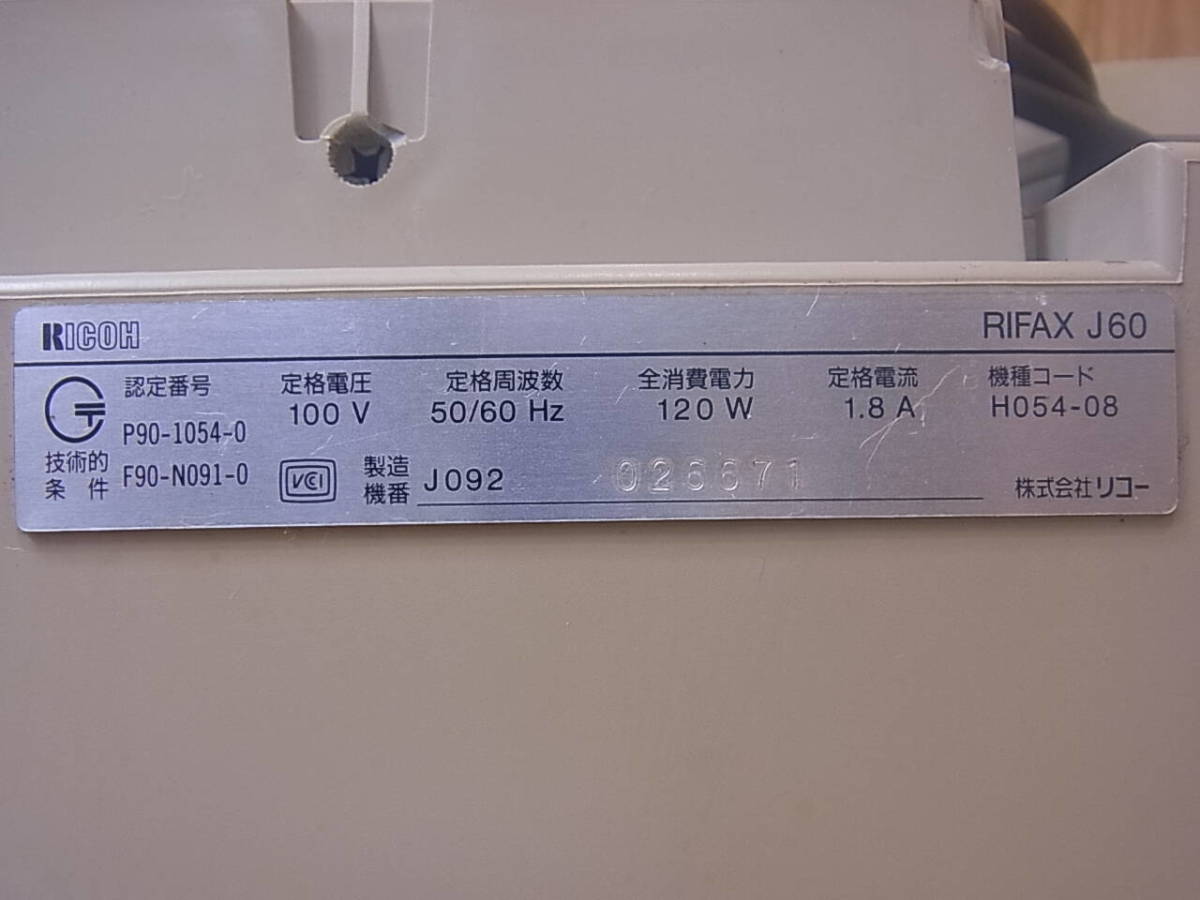 RICOH
RIFAX J60
認定番号
P90-1054-0
技術的条件
F90-N091-0
定格電圧
100 V
定格周波数
50/60 Hz
全消費電力
120 W
定格電流
1.8 A
機種コード
H054-08
VCCI
製造機番 J092 026671
株式会社リコー